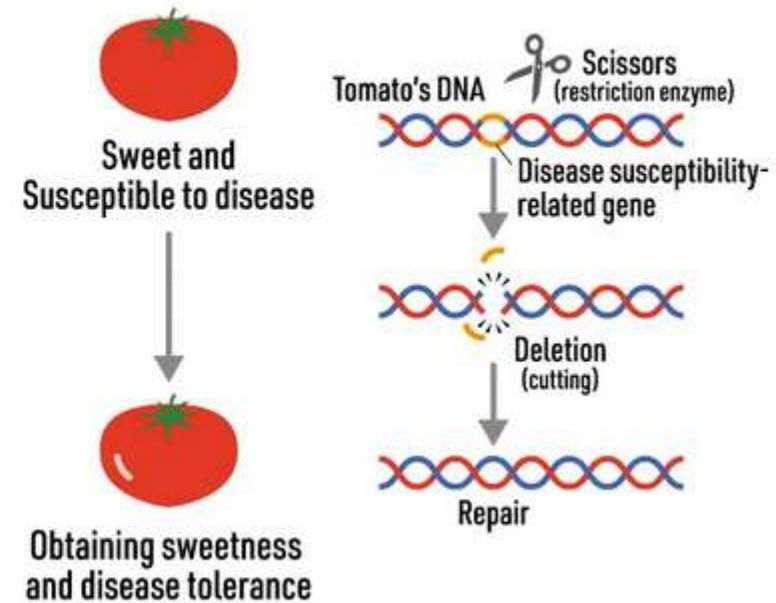 Sweet and
Susceptible to disease
Obtaining sweetness
and disease tolerance
Tomato's DNA
Scissors
(restriction enzyme)
Disease susceptibility-
related gene
Deletion
(cutting)
Repair